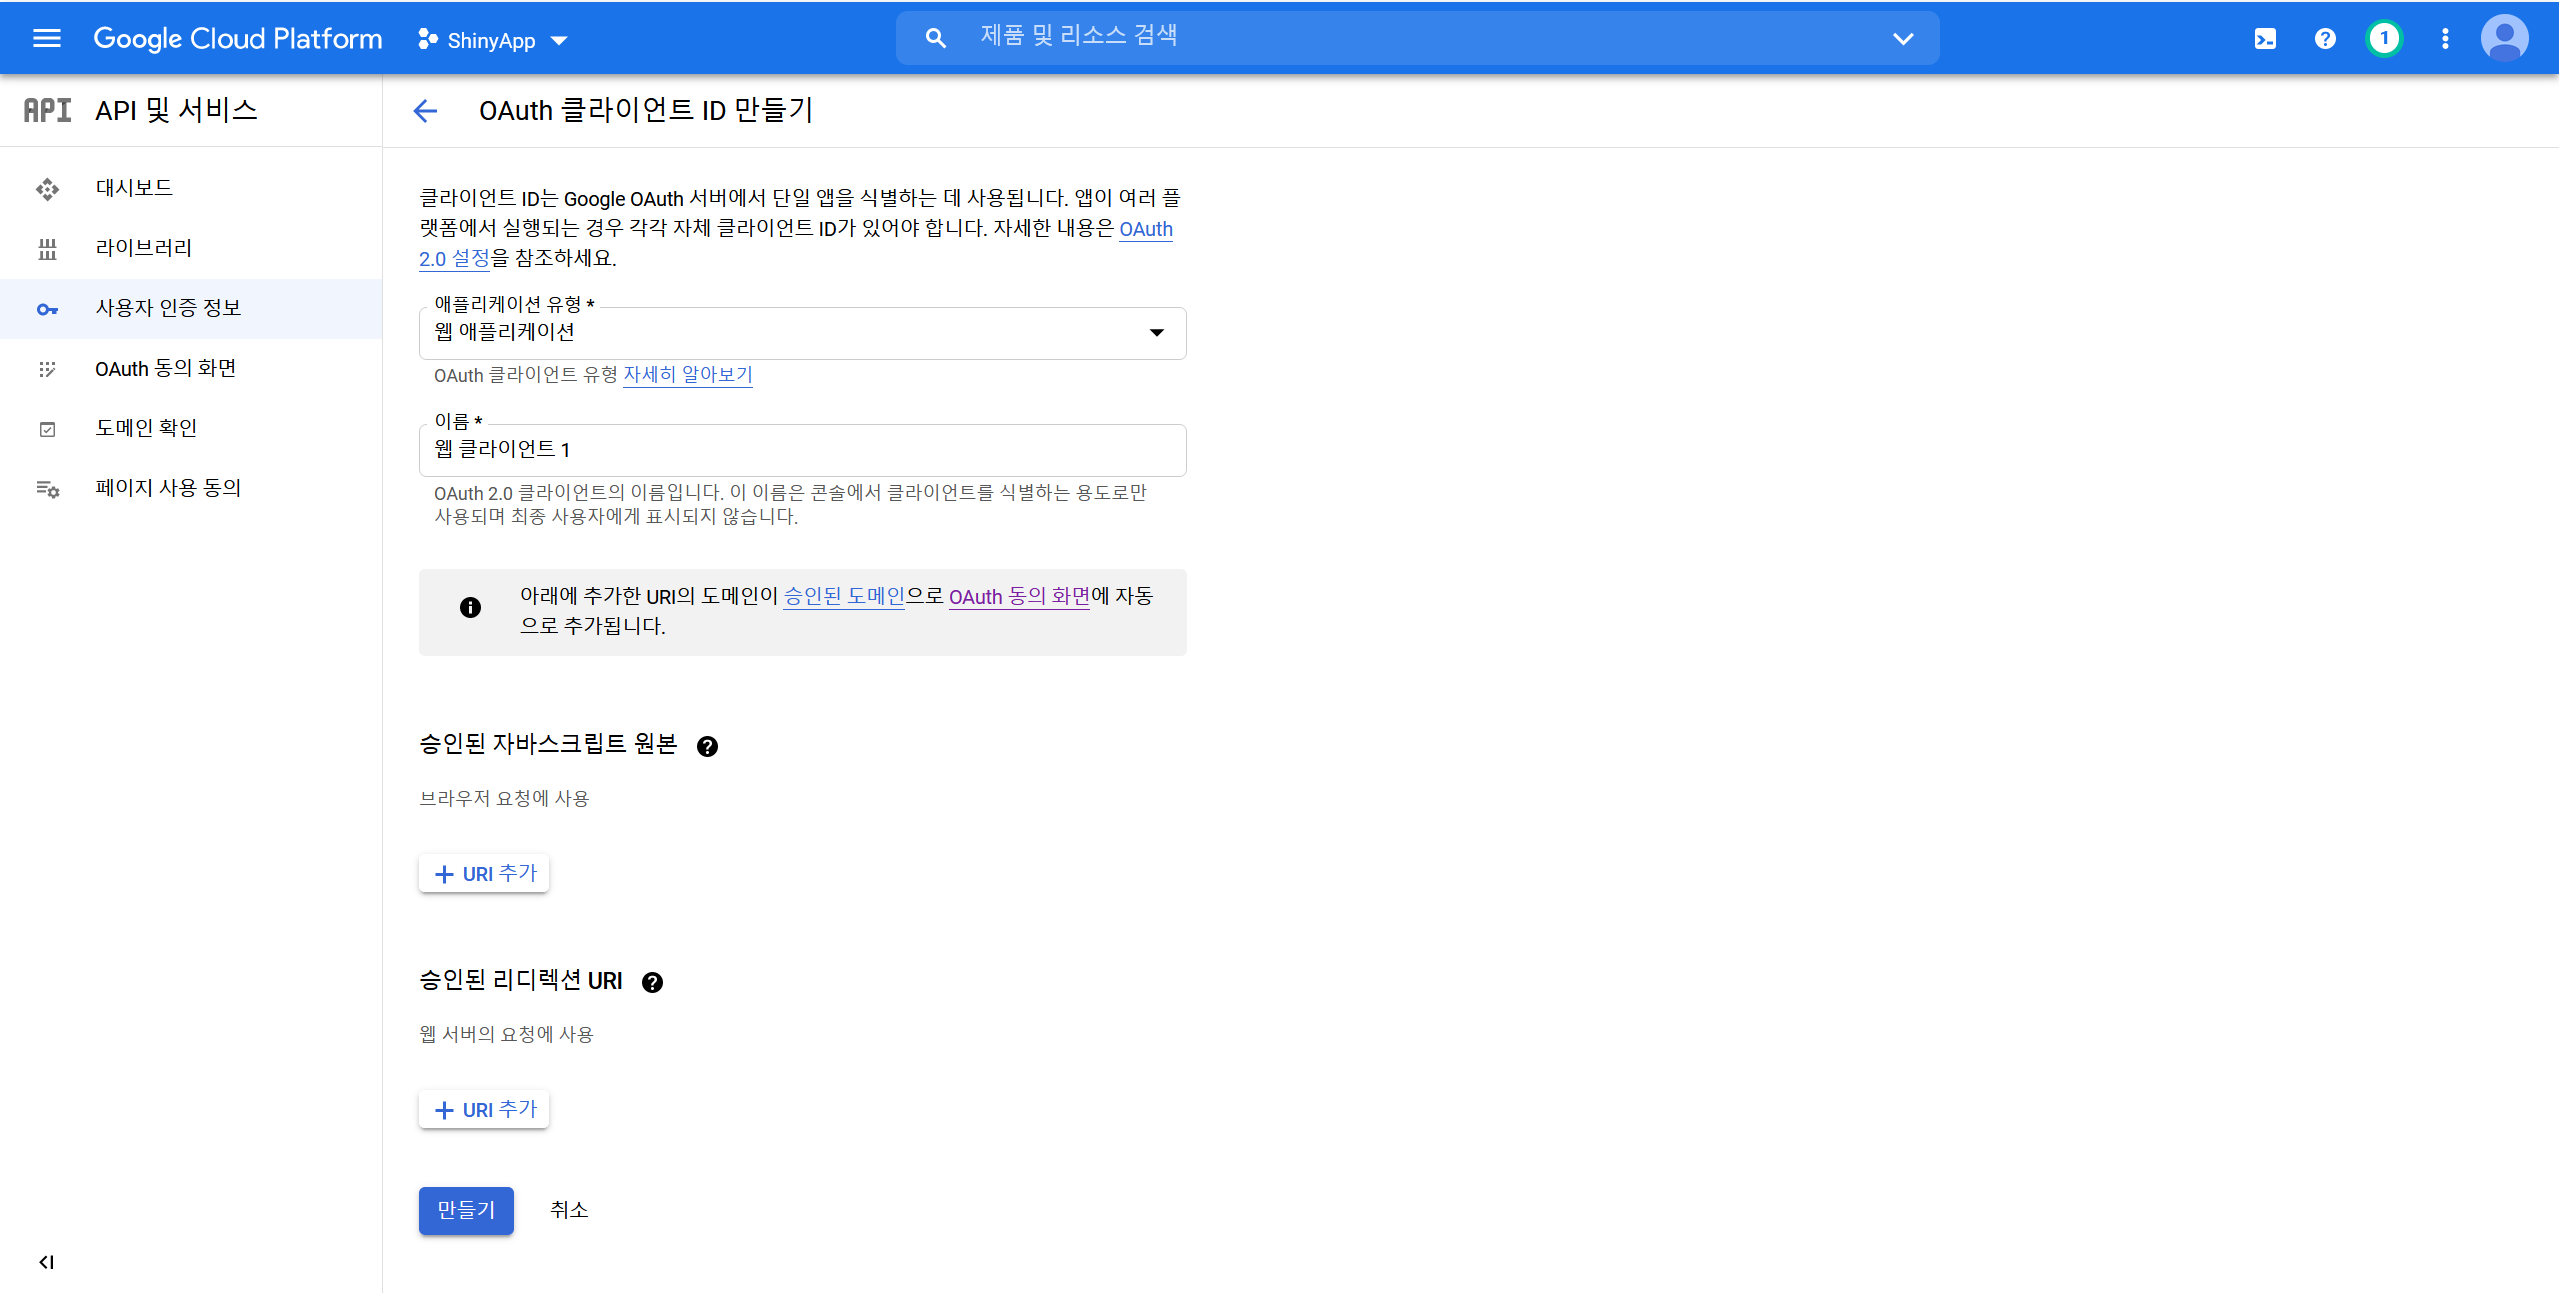 Google Cloud Platform
ShinyApp
제품 및 리소스 검색
1
API
API 및 서비스
대시보드
라이브러리
사용자 인증 정보
OAuth 동의 화면
도메인 확인
페이지 사용 동의
OAuth 클라이언트 ID 만들기
클라이언트 ID는 Google OAuth 서버에서 단일 앱을 식별하는 데 사용됩니다. 앱이 여러 플
랫폼에서 실행되는 경우 각각 자체 클라이언트 ID가 있어야 합니다. 자세한 내용은 OAuth
2.0 설정을 참조하세요.
애플리케이션 유형 *
웹 애플리케이션
OAuth 클라이언트 유형 자세히 알아보기
이름 *
웹 클라이언트 1
OAuth 2.0 클라이언트의 이름입니다. 이 이름은 콘솔에서 클라이언트를 식별하는 용도로만
사용되며 최종 사용자에게 표시되지 않습니다.
아래에 추가한 URI의 도메인이 승인된 도메인으로 OAuth 동의 화면에 자동
으로 추가됩니다.
승인된 자바스크립트 원본
브라우저 요청에 사용
+ URI 추가
승인된 리디렉션 URI
웹 서버의 요청에 사용
+ URI 추가
만들기
취소